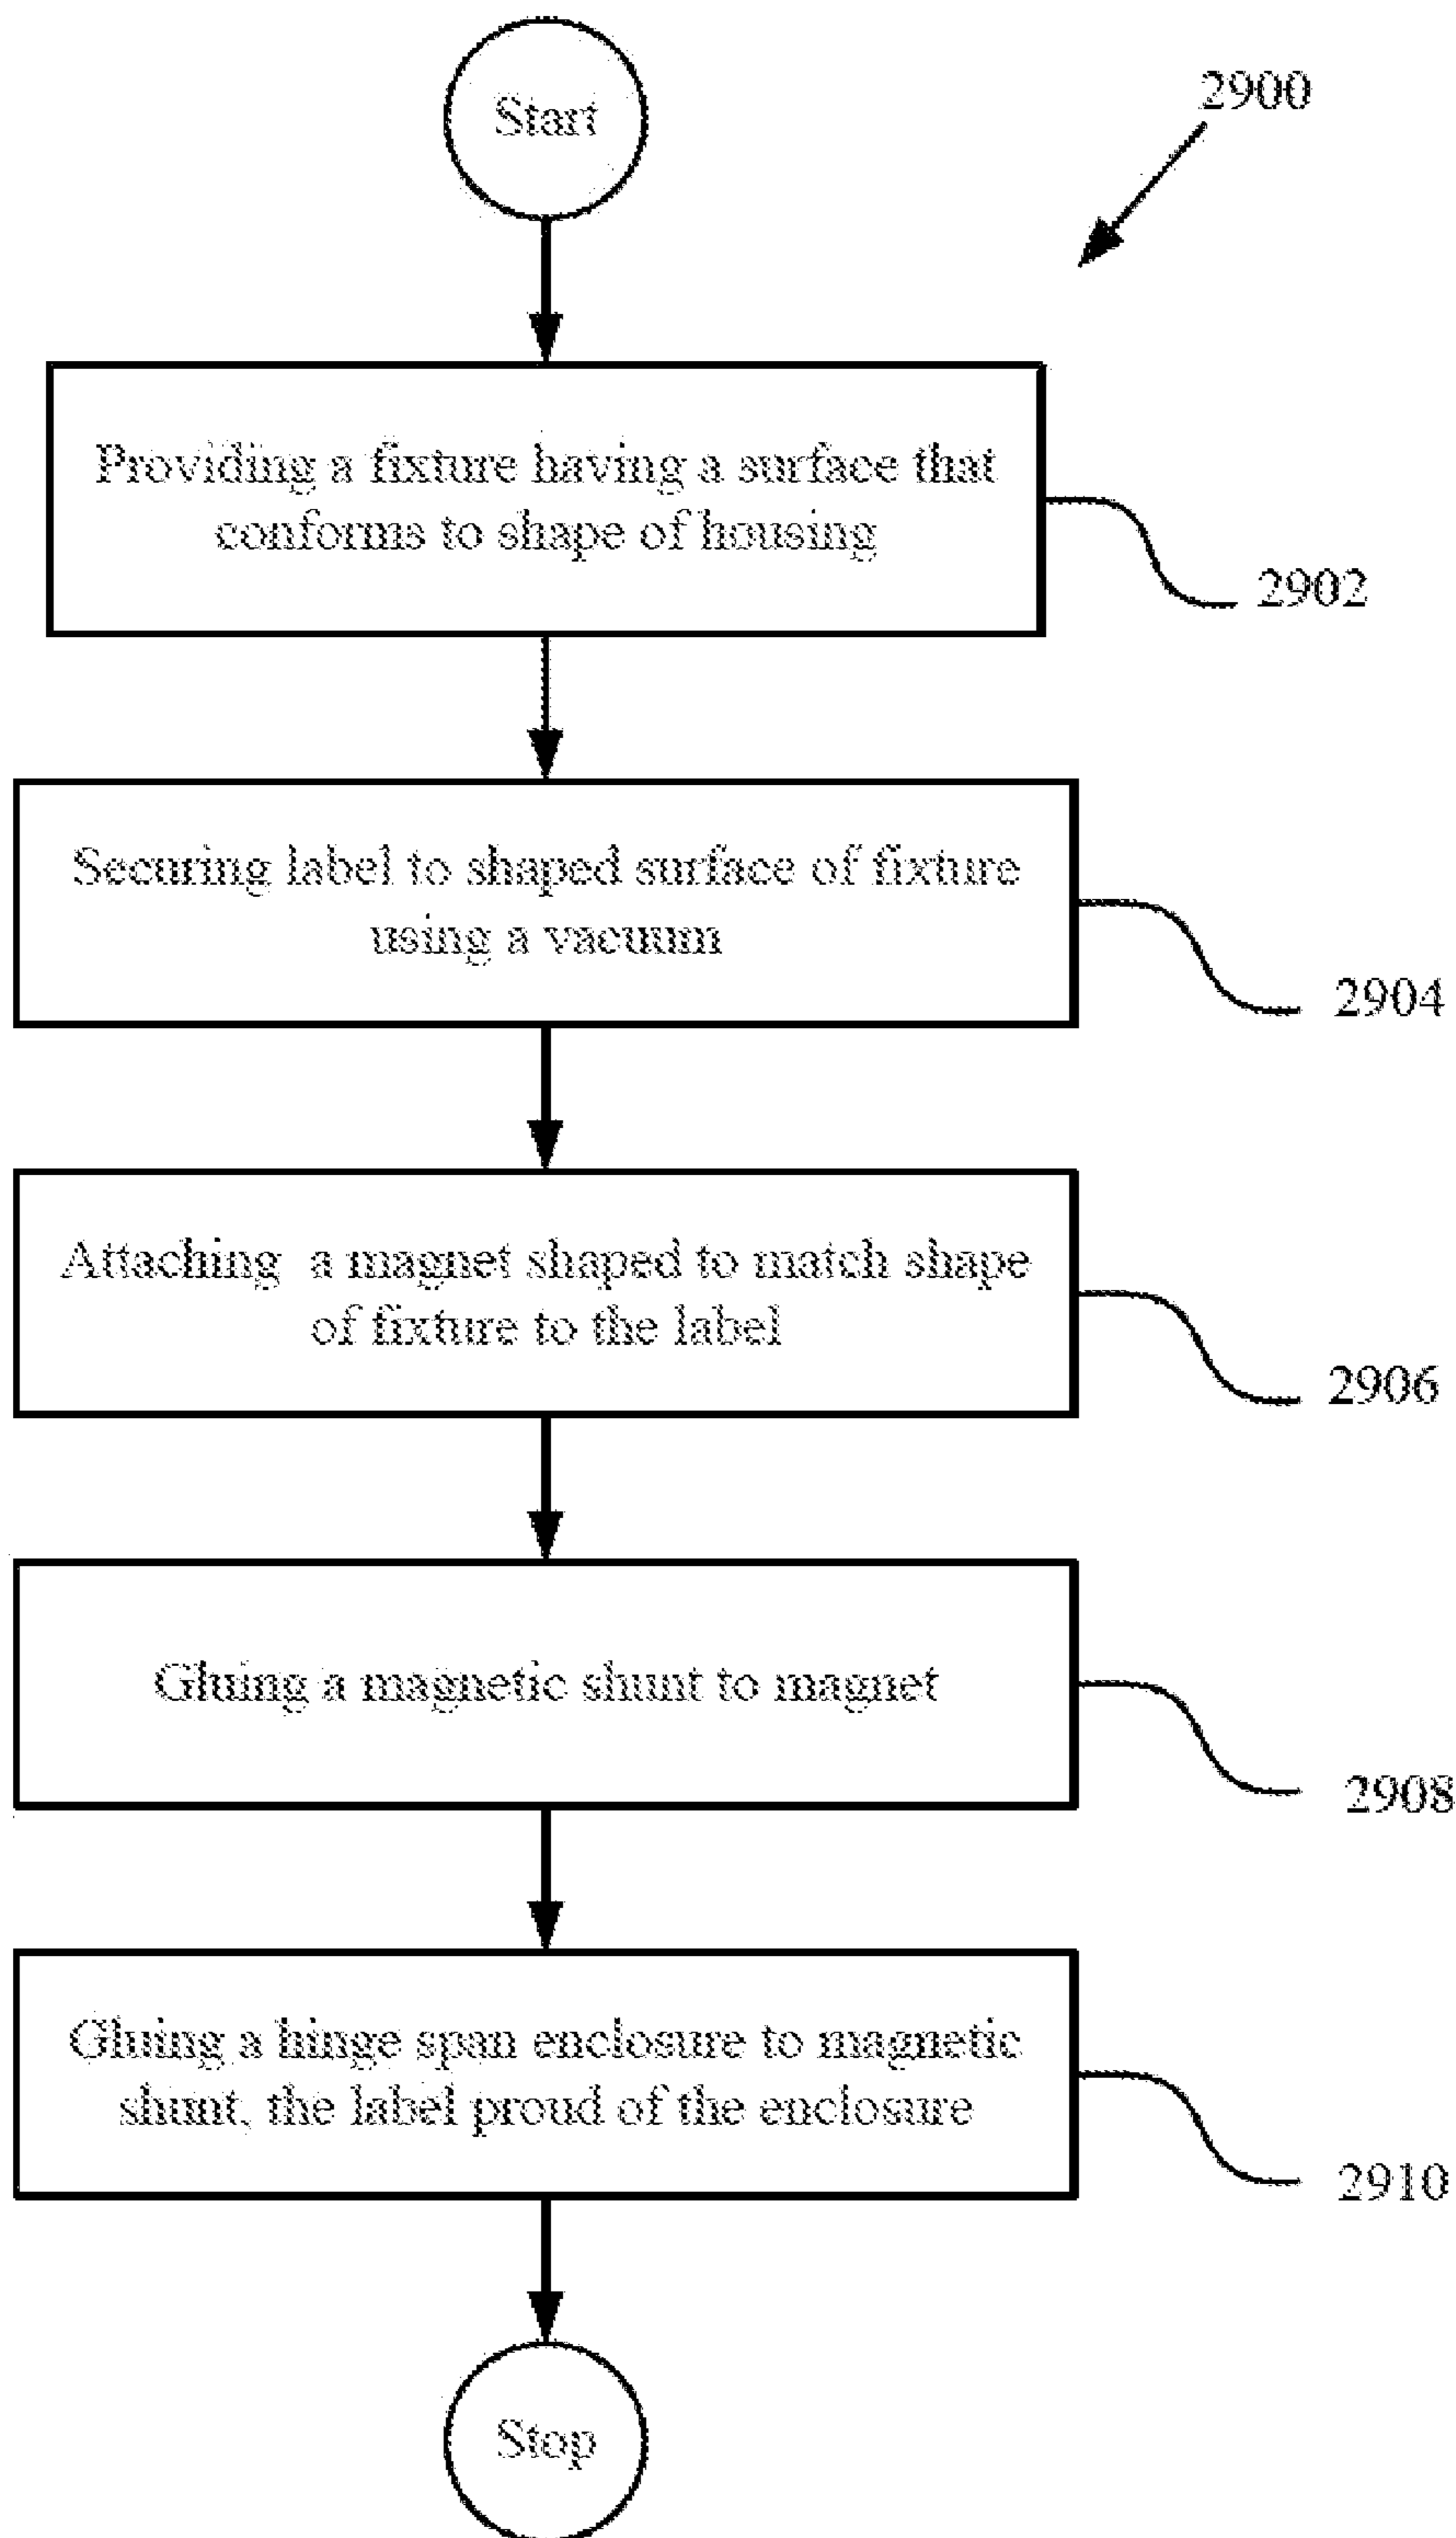 Start
2900
Providing a fixture having a surface that
conforms to shape of housing
2902
Securing label to shaped surface of fixture
using a vacuum
2904
Attaching a magnet shaped to match shape
of fixture to the label
2906
Gluing a magnetic shunt to magnet
2908
Gluing a hinge span enclosure to magnetic
shunt, the label proud of the enclosure
2910
Stop